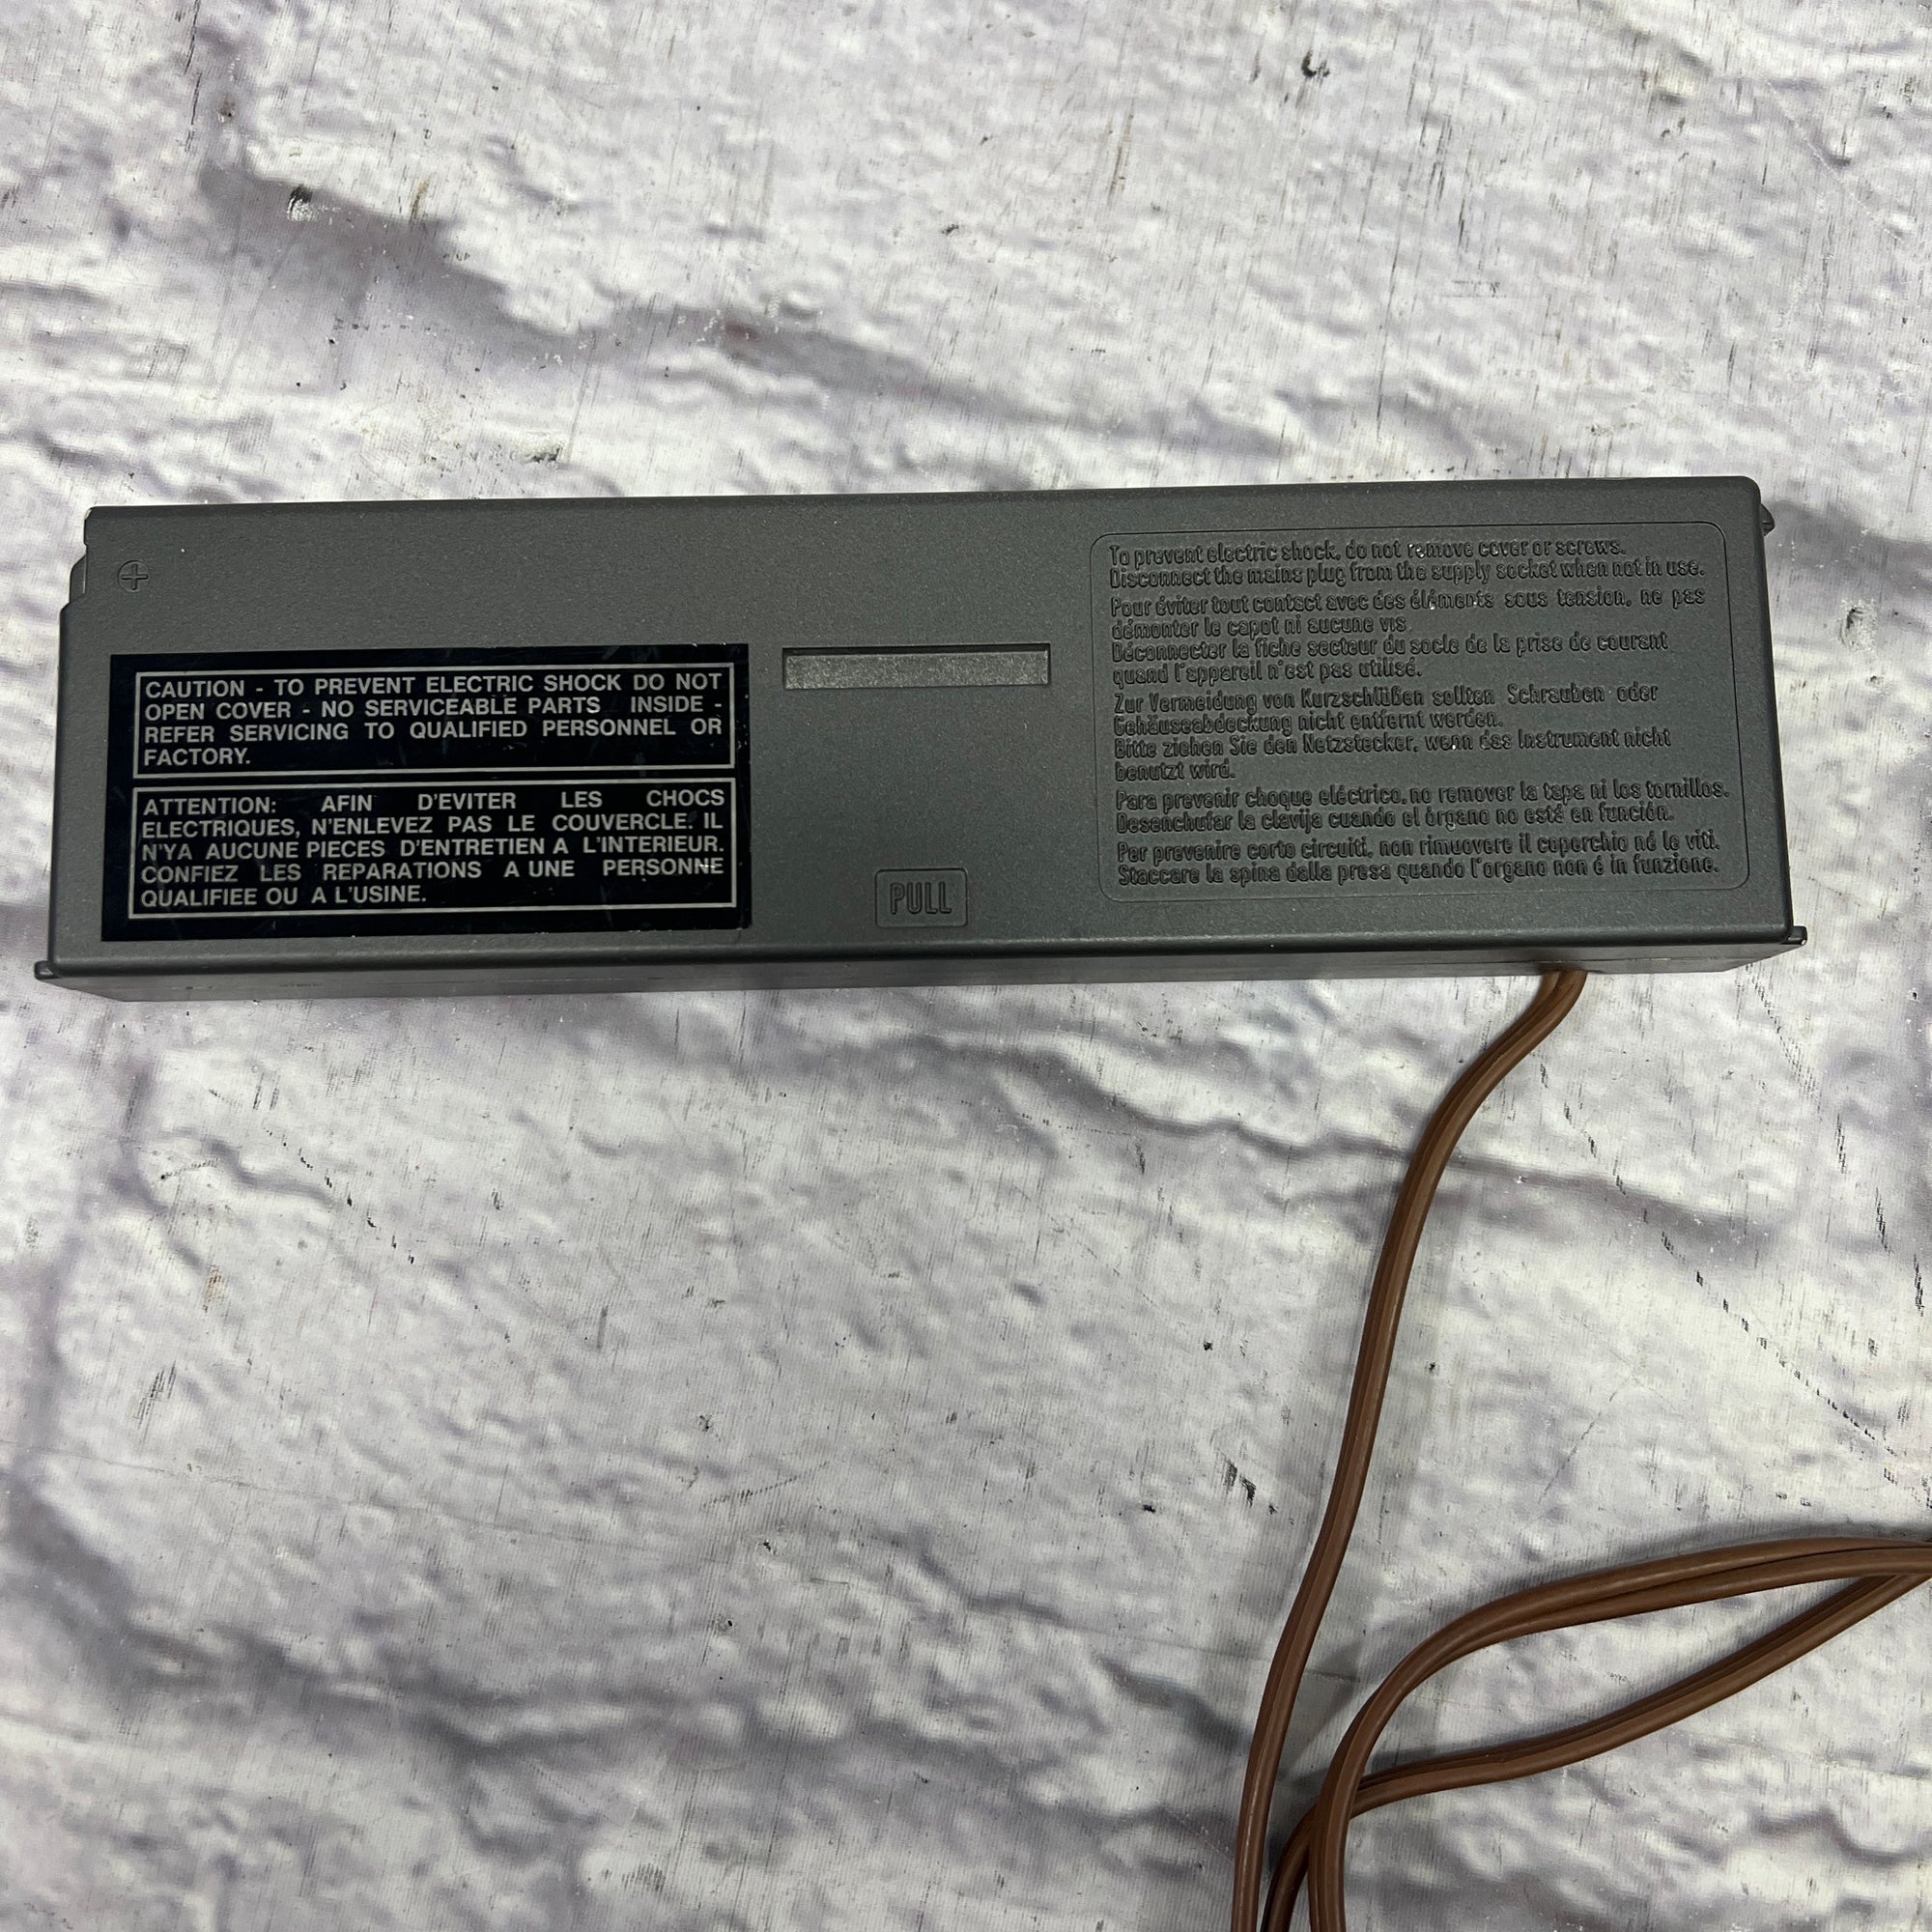 CAUTION - TO PREVENT ELECTRIC SHOCK DO NOT
OPEN COVER - NO SERVICEABLE PARTS INSIDE -
REFER SERVICING TO QUALIFIED PERSONNEL OR
FACTORY.
ATTENTION: AFIN D'EVITER LES CHOCS
ELECTRIQUES, N'ENLEVEZ PAS LE COUVERCLE. IL
N'YA AUCUNE PIECES D'ENTRETIEN A L'INTERIEUR.
CONFIEZ LES REPARATIONS A UNE PERSONNE
QUALIFIEE OU A L'USINE.
PULL
To prevent electric shock, do not remove cover or screws.
Disconnect the mains plug from the supply socket when not in use.
Pour éviter tout contact avec des éléments sous tension, ne pas
démonter le capot ni aucune vis
Déconnecter la fiche secteur du socle de la prise de courant
quand l'appareil n'est pas utilisé.
Zur Vermeidung von Kurzschlüßen sollten Schrauben oder
Gehäuseabdeckung nicht entfernt werden.
Bitte ziehen Sie den Netzstecker, wenn das Instrument nicht
benutzt wird.
Para prevenir choque eléctrico, no remover la tapa ni los tornillos.
Desenchufar la clavija cuando el órgano no está en función.
Per prevenire corto circuiti, non rimuovere il coperchio né le viti.
Staccare la spina dalla presa quando l'organo non é in funzione.